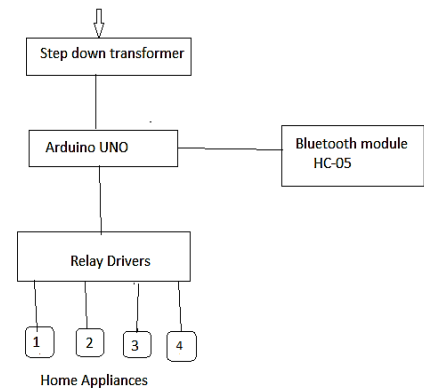 Step down transformer
Arduino UNO
Bluetooth module
HC-05
Relay Drivers
1 2 3 4
Home Appliances